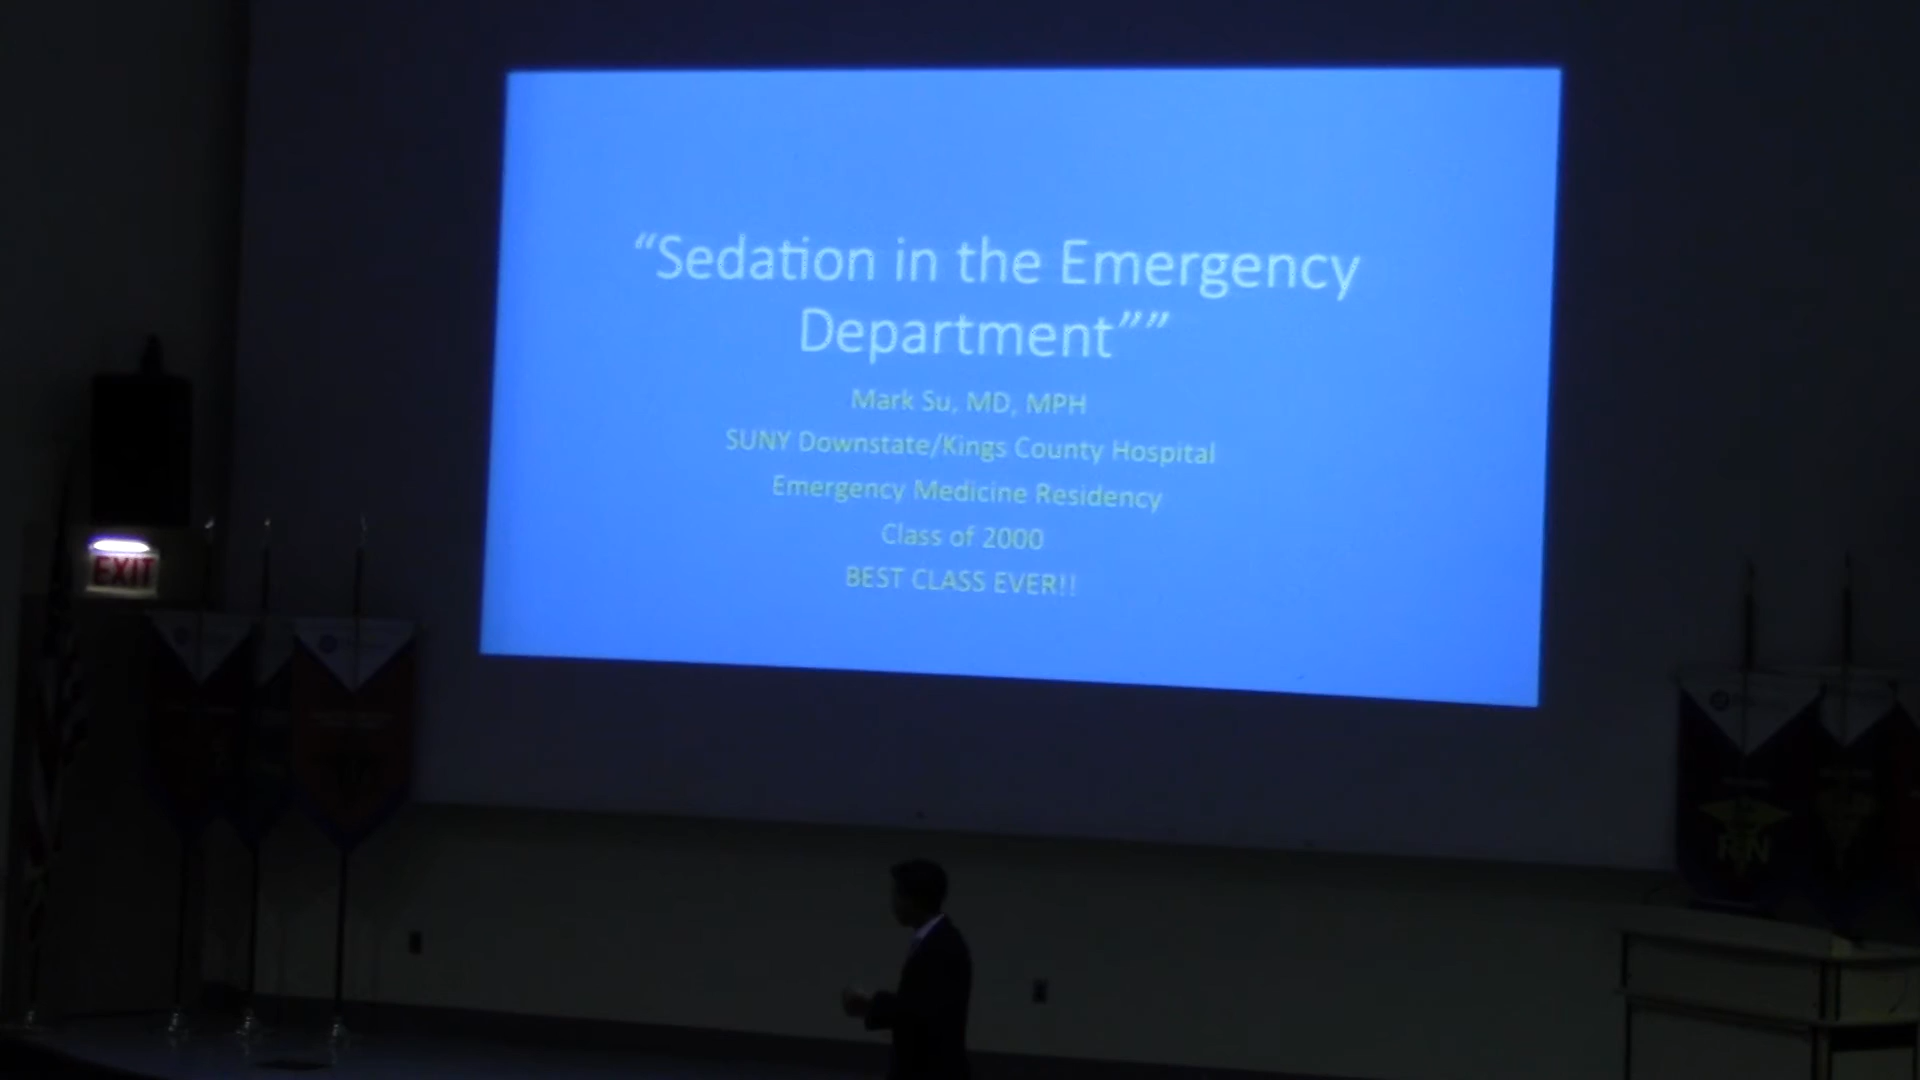 “Sedation in the Emergency
Department””
Mark Su, MD, MPH
SUNY Downstate/Kings County Hospital
Emergency Medicine Residency
Class of 2000
BEST CLASS EVER!!
EXIT
RN